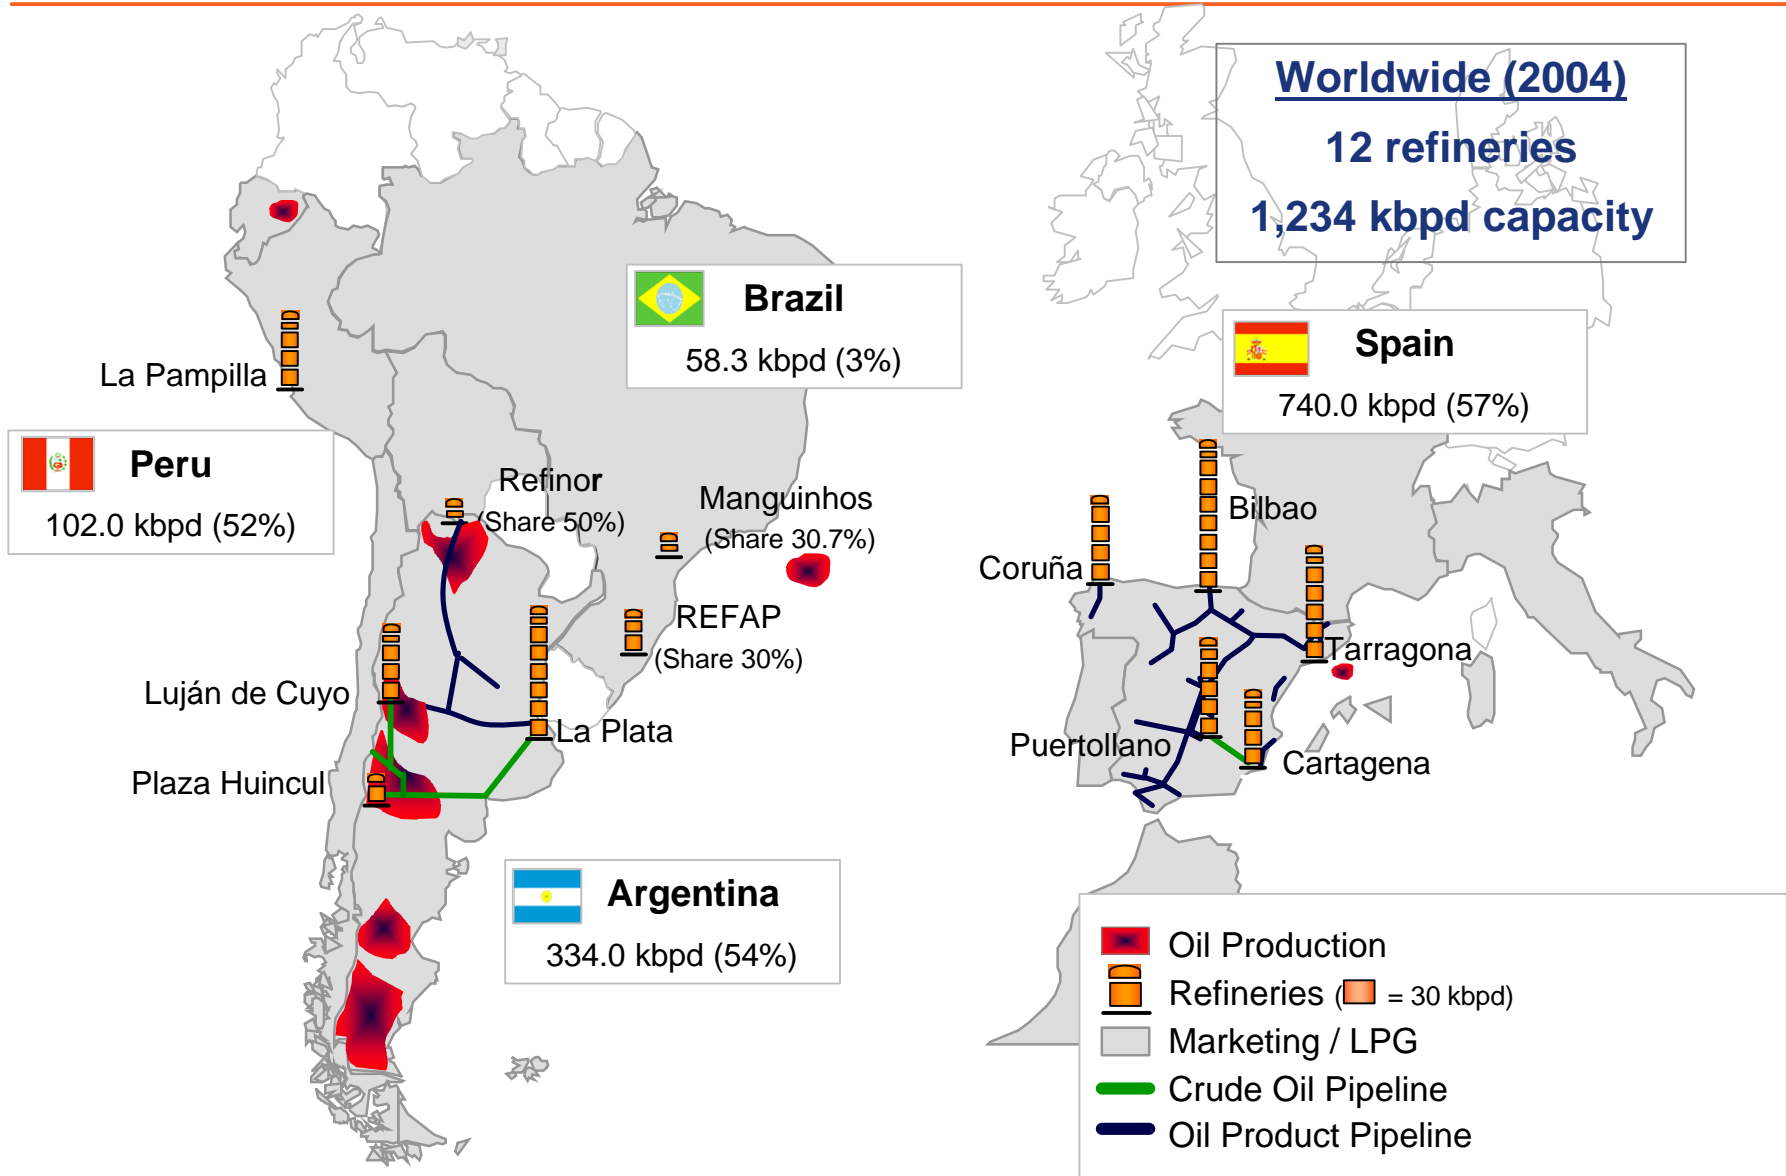 Worldwide (2004)
12 refineries
1,234 kbpd capacity
Brazil
58.3 kbpd (3%)
Spain
740.0 kbpd (57%)
La Pampilla
Peru
102.0 kbpd (52%)
Refinor
(Share 50%)
Manguinhos
(Share 30.7%)
Bilbao
Coruña
REFAP
(Share 30%)
Tarragona
Luján de Cuyo
La Plata
Puertollano
Cartagena
Plaza Huincul
Argentina
334.0 kbpd (54%)
Oil Production
Refineries ( = 30 kbpd)
Marketing / LPG
Crude Oil Pipeline
Oil Product Pipeline